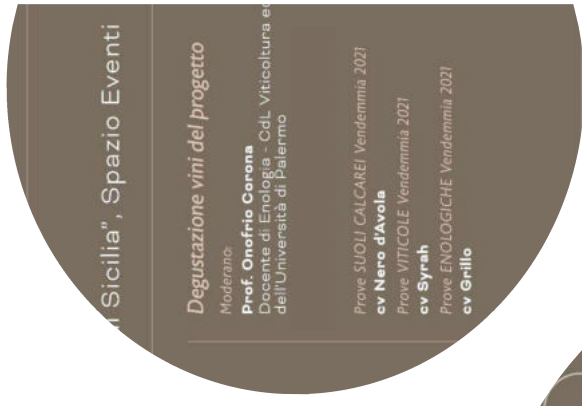 Sicilia”, Spazio Eventi
Degustazione vini del progetto
Moderano:
Prof. Onofrio Corona
Docente di Enologia - CdL Viticoltura ed
dell'Università di Palermo
Prove SUOLI CALCAREI Vendemmia 2021
cv Nero d'Avola
Prove VITICOLE Vendemmia 2021
cv Syrah
Prove ENOLOGICHE Vendemmia 2021
cv Grillo